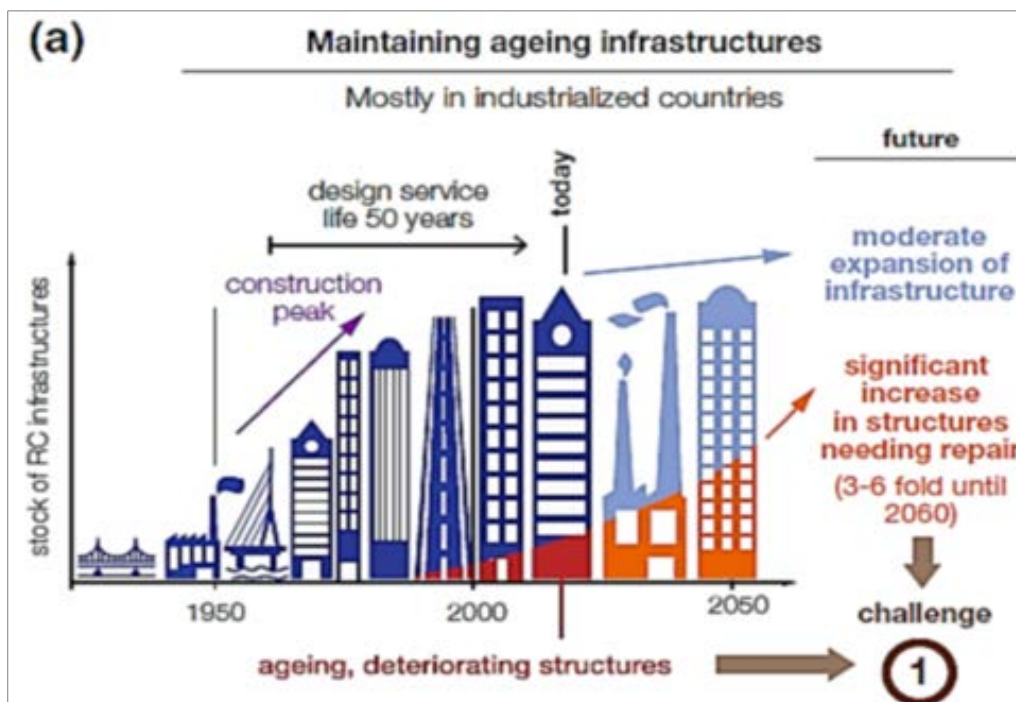 (a)
Maintaining ageing infrastructures
Mostly in industrialized countries
future
design service
life 50 years
today
construction
peak
moderate
expansion of
infrastructure
significant
increase
in structures
needing repair
(3-6 fold until
2060)
stock of RC infrastructures
1950
2000
2050
challenge
ageing, deteriorating structures
1